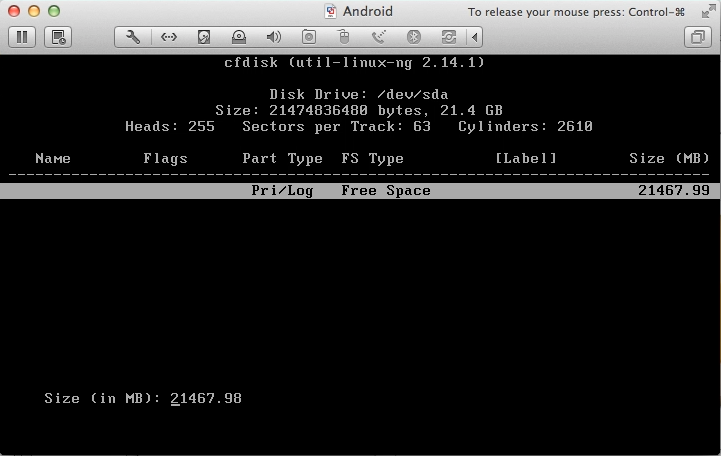 Android
To release your mouse press: Control-⌘
cfdisk (util-linux-ng 2.14.1)
Disk Drive: /dev/sda
Size: 21474836480 bytes, 21.4 GB
Heads: 255 Sectors per Track: 63 Cylinders: 2610
Name Flags Part Type FS Type [Label] Size (MB)
Pri/Log Free Space 21467.99
Size (in MB): 21467.98